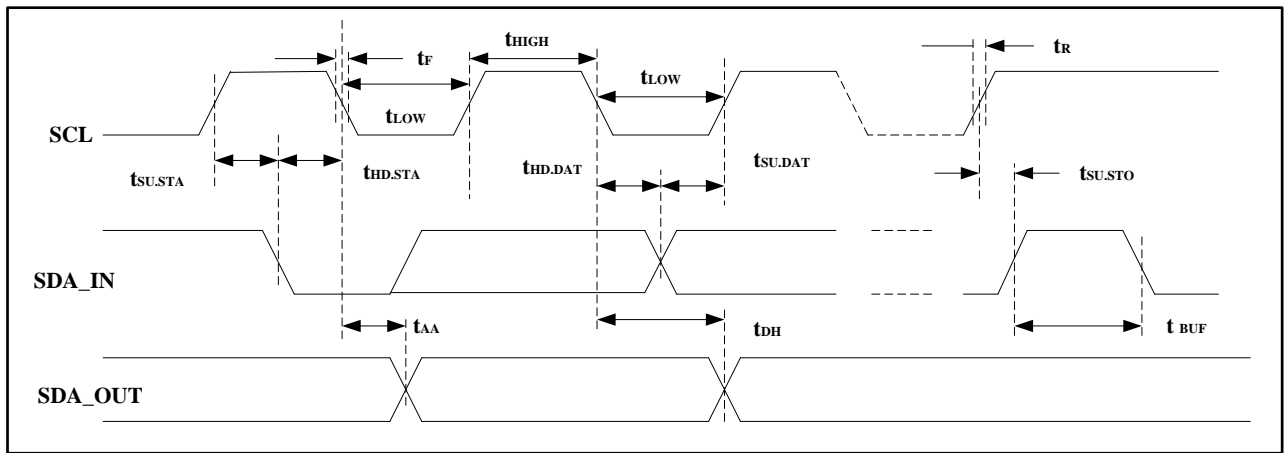 tF
tHIGH
tR
tLOW
tLOW
SCL
tSU.STA
tHD.STA
tHD.DAT
tSU.DAT
tSU.STO
SDA_IN
tAA
tDH
t BUF
SDA_OUT